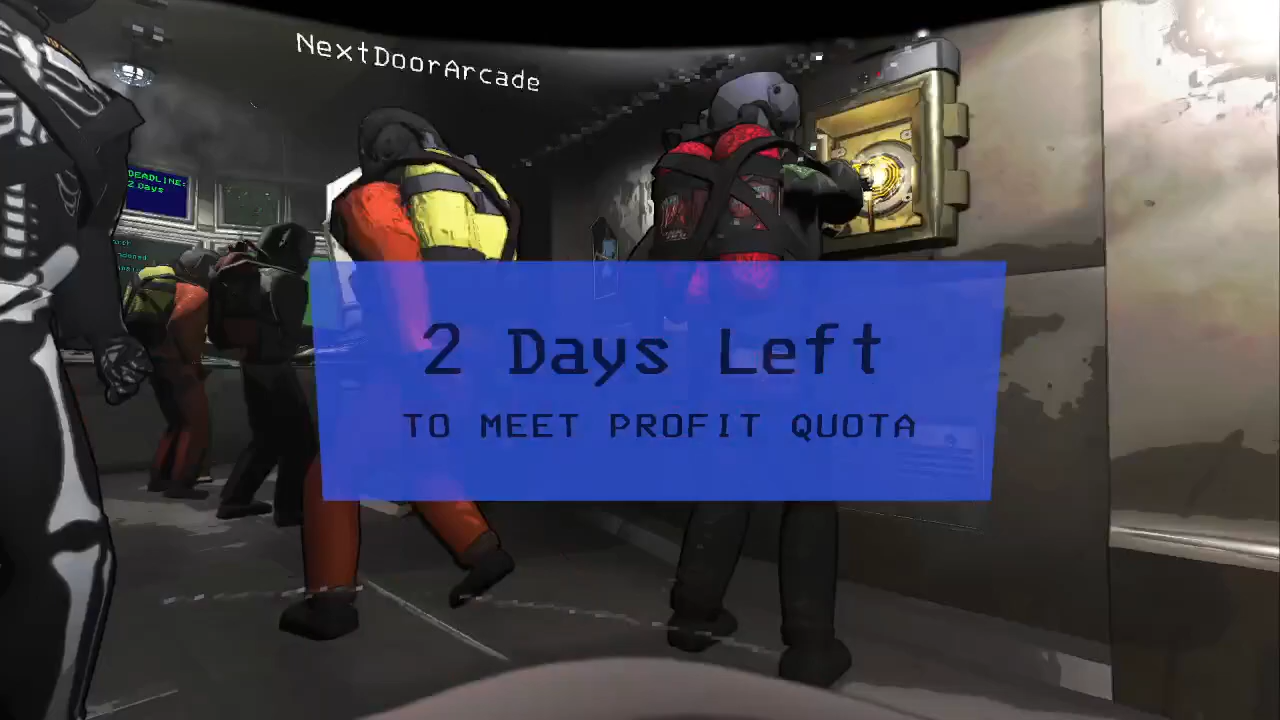 NextDoorArcade
DEADLINE:
2 Days
2 Days Left
TO MEET PROFIT QUOTA